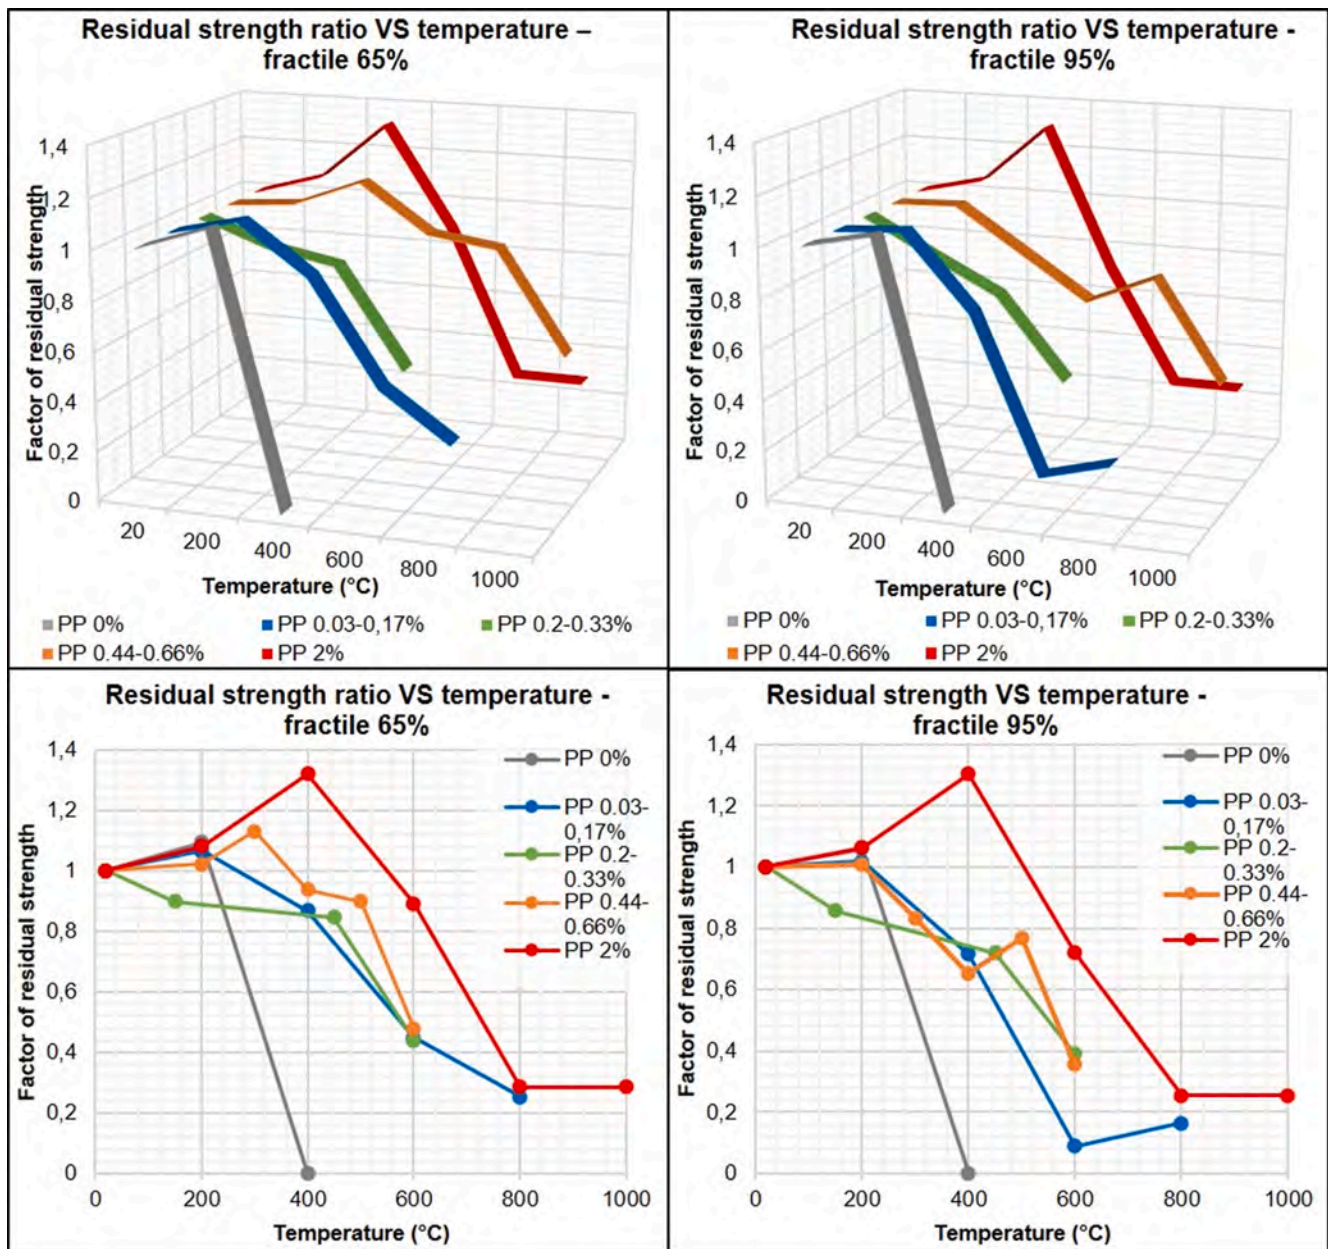 Residual strength ratio VS temperature –
fractile 65%
Factor of residual strength
1,4
1,2
1
0,8
0,6
0,4
0,2
0
20
200
400
600
800
1000
Temperature (°C)
PP 0%
PP 0.03-0,17%
PP 0.2-0.33%
PP 0.44-0.66%
PP 2%
Residual strength ratio VS temperature -
fractile 95%
Factor of residual strength
1,4
1,2
1
0,8
0,6
0,4
0,2
0
20
200
400
600
800
1000
Temperature (°C)
PP 0%
PP 0.03-0,17%
PP 0.2-0.33%
PP 0.44-0.66%
PP 2%
Residual strength ratio VS temperature -
fractile 65%
Factor of residual strength
1,4
1,2
1
0,8
0,6
0,4
0,2
0
0
200
400
600
800
1000
Temperature (°C)
PP 0%
PP 0.03-
0,17%
PP 0.2-
0.33%
PP 0.44-
0.66%
PP 2%
Residual strength VS temperature -
fractile 95%
Factor of residual strength
1,4
1,2
1
0,8
0,6
0,4
0,2
0
0
200
400
600
800
1000
Temperature (°C)
PP 0%
PP 0.03-
0,17%
PP 0.2-
0.33%
PP 0.44-
0.66%
PP 2%